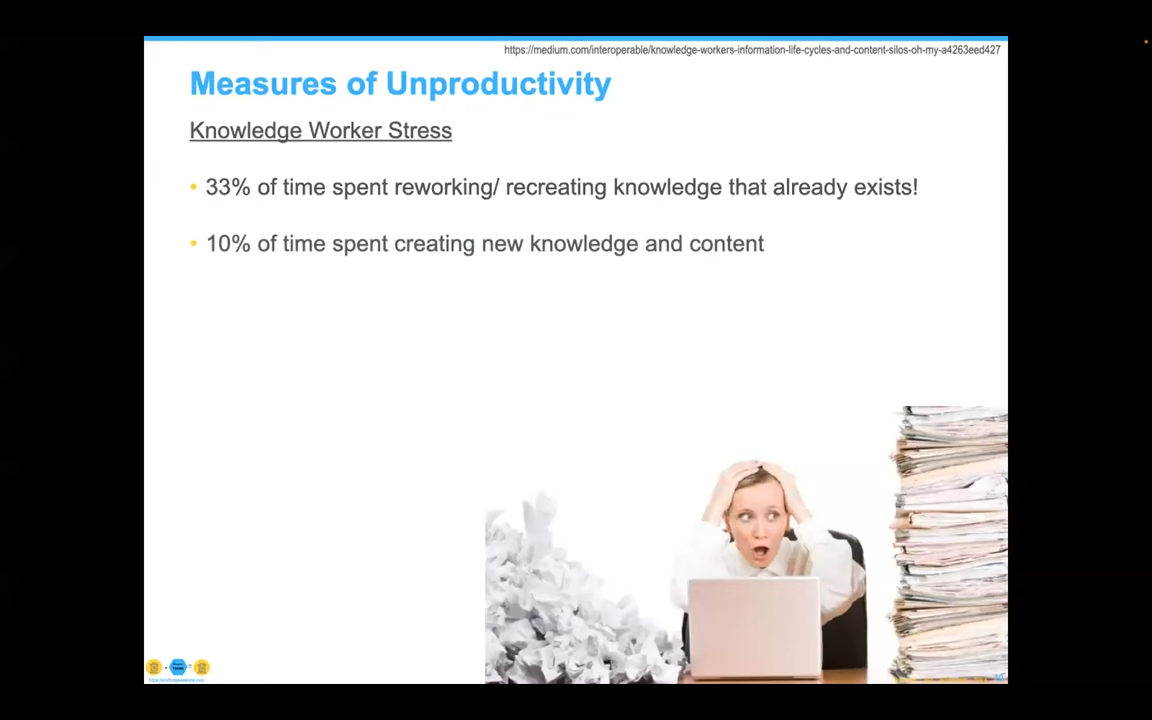 https://medium.com/interoperable/knowledge-workers-information-life-cycles-and-content-silos-oh-my-a4263eed427
Measures of Unproductivity
Knowledge Worker Stress
• 33% of time spent reworking/ recreating knowledge that already exists!
• 10% of time spent creating new knowledge and content